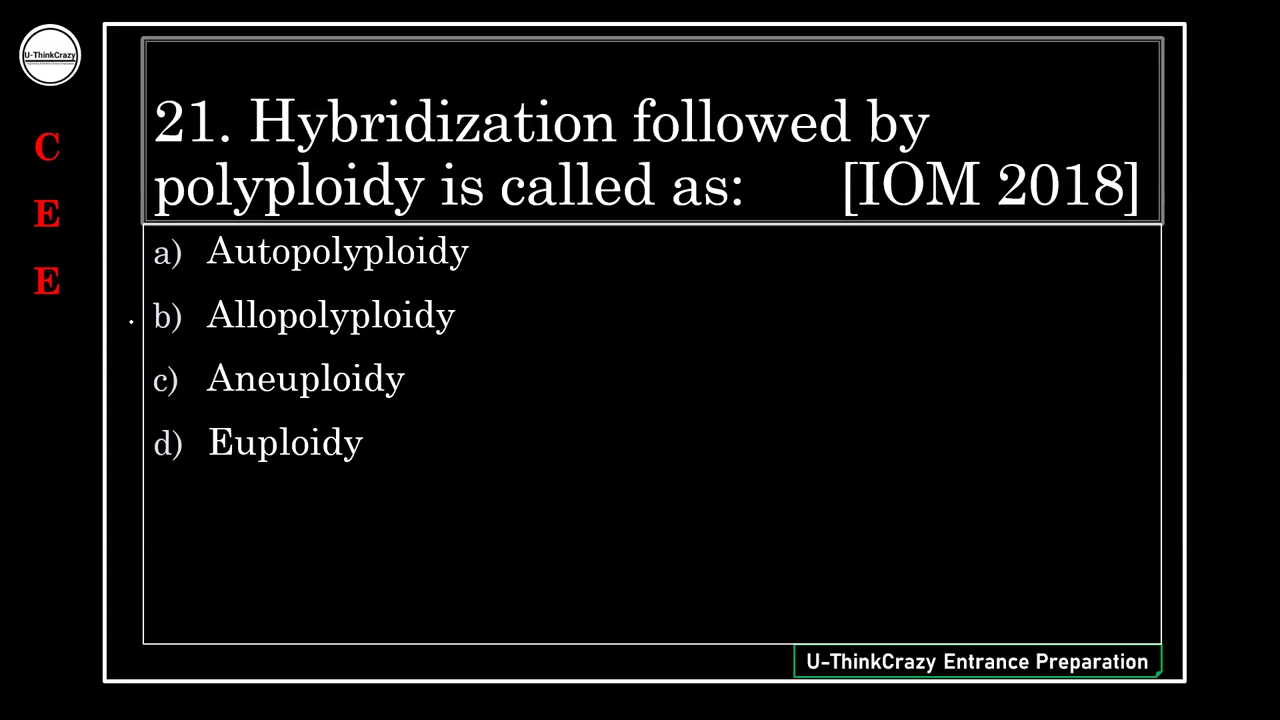 U-ThinkCrazy
C
E
E
21. Hybridization followed by
polyploidy is called as: [IOM 2018]
a) Autopolyploidy
b) Allopolyploidy
c) Aneuploidy
d) Euploidy
U-ThinkCrazy Entrance Preparation